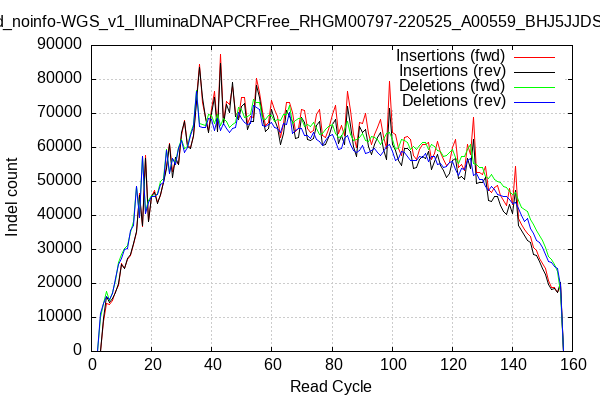 d_noinfo-WGS_v1_IlluminaDNAPCRFree_RHGM00797-220525_A00559_BHJ5JJDS
Insertions (fwd)
Insertions (rev)
Deletions (fwd)
Deletions (rev)
Indel count
90000
80000
70000
60000
50000
40000
30000
20000
10000
0
0 20 40 60 80 100 120 140 160
Read Cycle